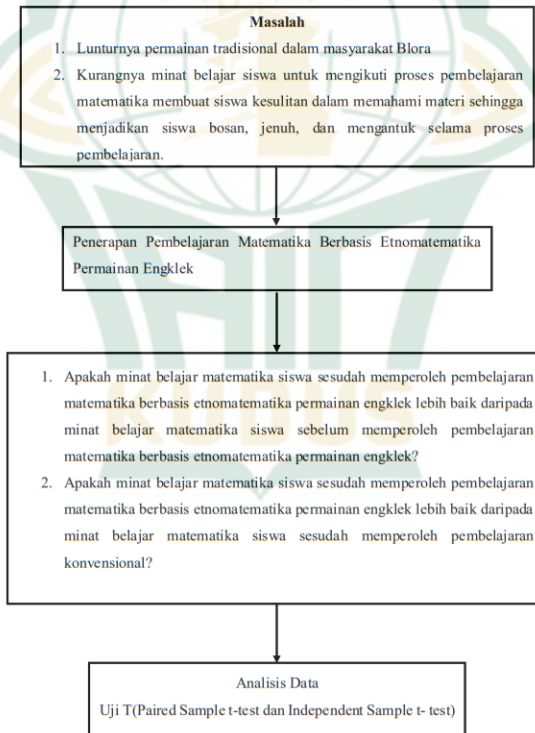 Masalah
1. Lunturnya permainan tradisional dalam masyarakat Blora
2. Kurangnya minat belajar siswa untuk mengikuti proses pembelajaran
matematika membuat siswa kesulitan dalam memahami materi sehingga
menjadikan siswa bosan, jenuh, dan mengantuk selama proses
pembelajaran.
Penerapan Pembelajaran Matematika Berbasis Etnomatematika
Permainan Engklek
1. Apakah minat belajar matematika siswa sesudah memperoleh pembelajaran
matematika berbasis etnomatematika permainan engklek lebih baik daripada
minat belajar matematika siswa sebelum memperoleh pembelajaran
matematika berbasis etnomatematika permainan engklek?
2. Apakah minat belajar matematika siswa sesudah memperoleh pembelajaran
matematika berbasis etnomatematika permainan engklek lebih baik daripada
minat belajar matematika siswa sesudah memperoleh pembelajaran
konvensional?
KUDUS
Analisis Data
Uji T(Paired Sample t-test dan Independent Sample t- test)